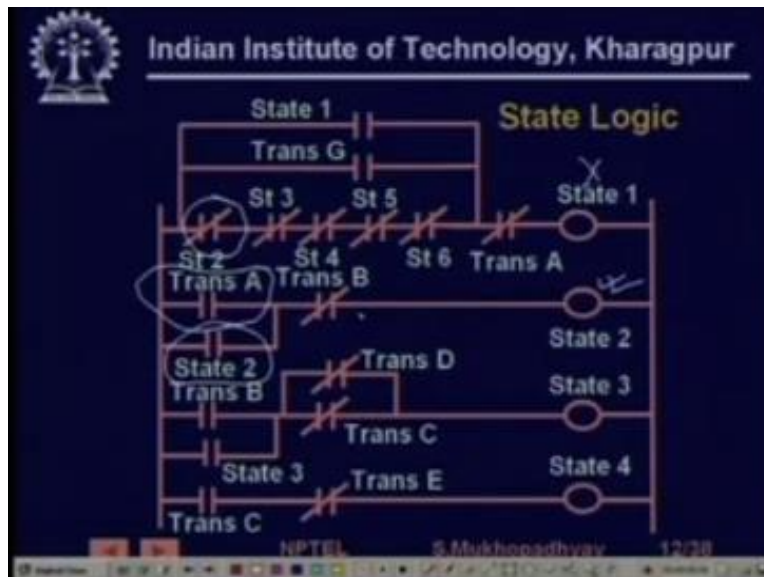 Indian Institute of Technology, Kharagpur
State 1
State Logic
Trans G
St 3 St 5 State 1
St 2 St 4 St 6 Trans A
Trans A Trans B
State 2
State 2
Trans D
Trans B State 3
Trans C
State 3
State 4
Trans E
Trans C
NPTEL S.Mukhopadhyay 12/38